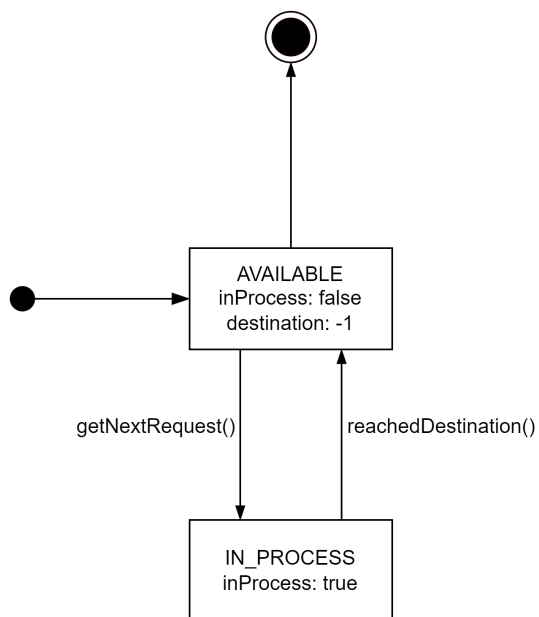 AVAILABLE
inProcess: false
destination: -1
getNextRequest()
reachedDestination()
IN_PROCESS
inProcess: true